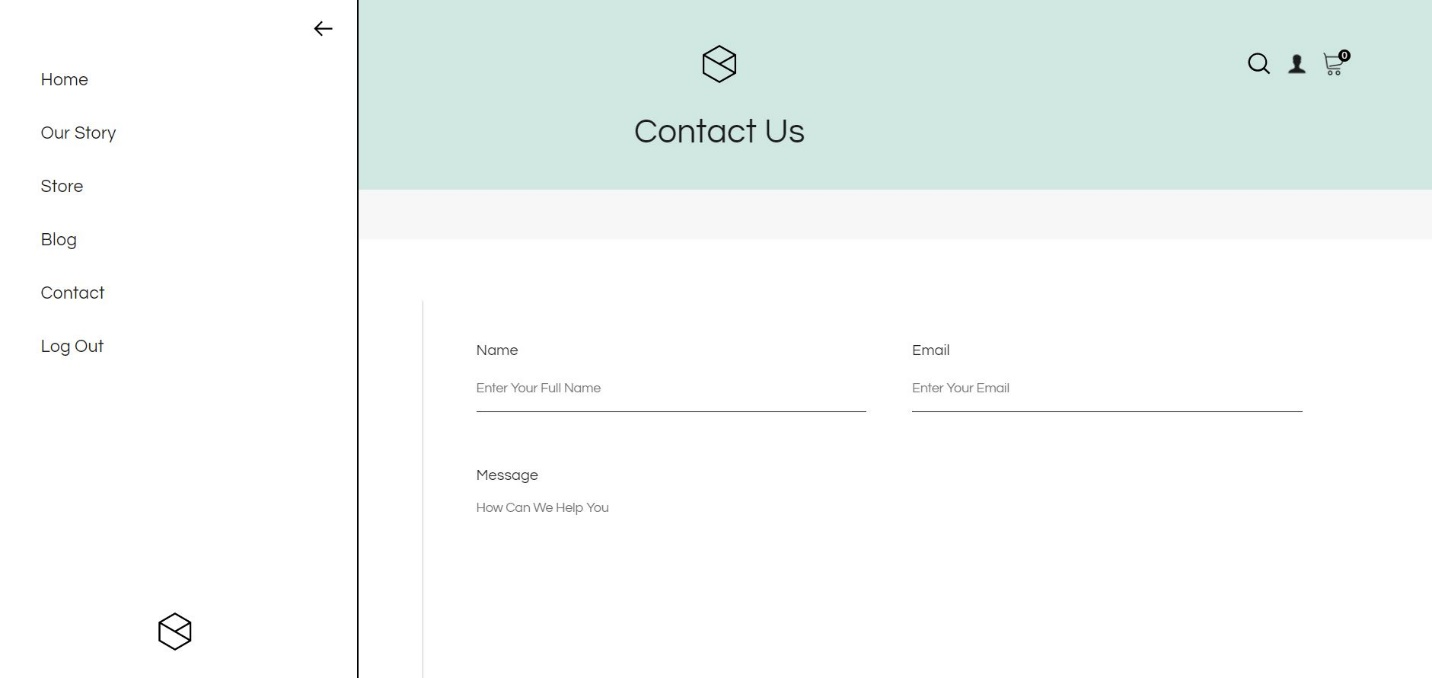 Home
Our Story
Store
Blog
Contact
Log Out
0
Contact Us
Name
Enter Your Full Name
Email
Enter Your Email
Message
How Can We Help You